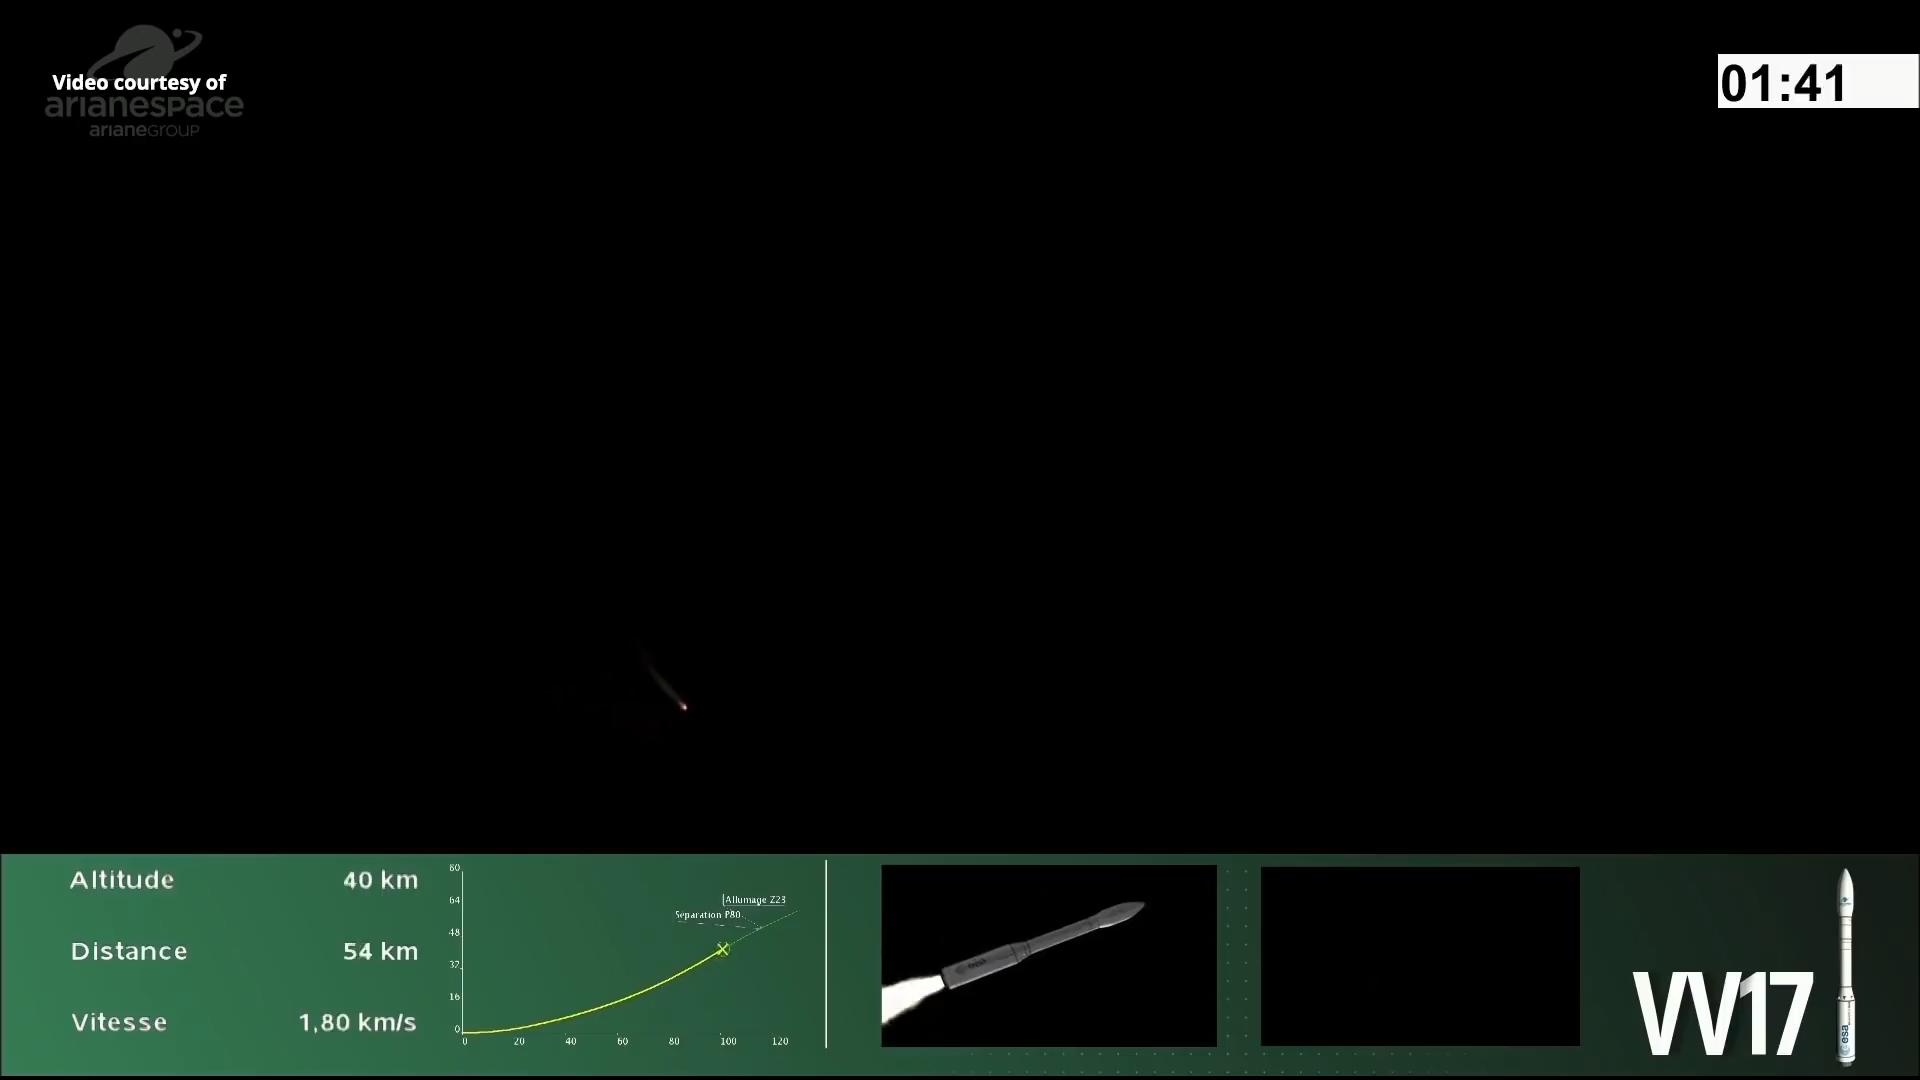 Video courtesy of
arianespace
arianeGROUP
01:41
Altitude 40 km
Distance 54 km
Vitesse 1,80 km/s
80
64
48
32
16
0
0 20 40 60 80 100 120
Allumage Z23
Separation P80
esa
VV17
esa